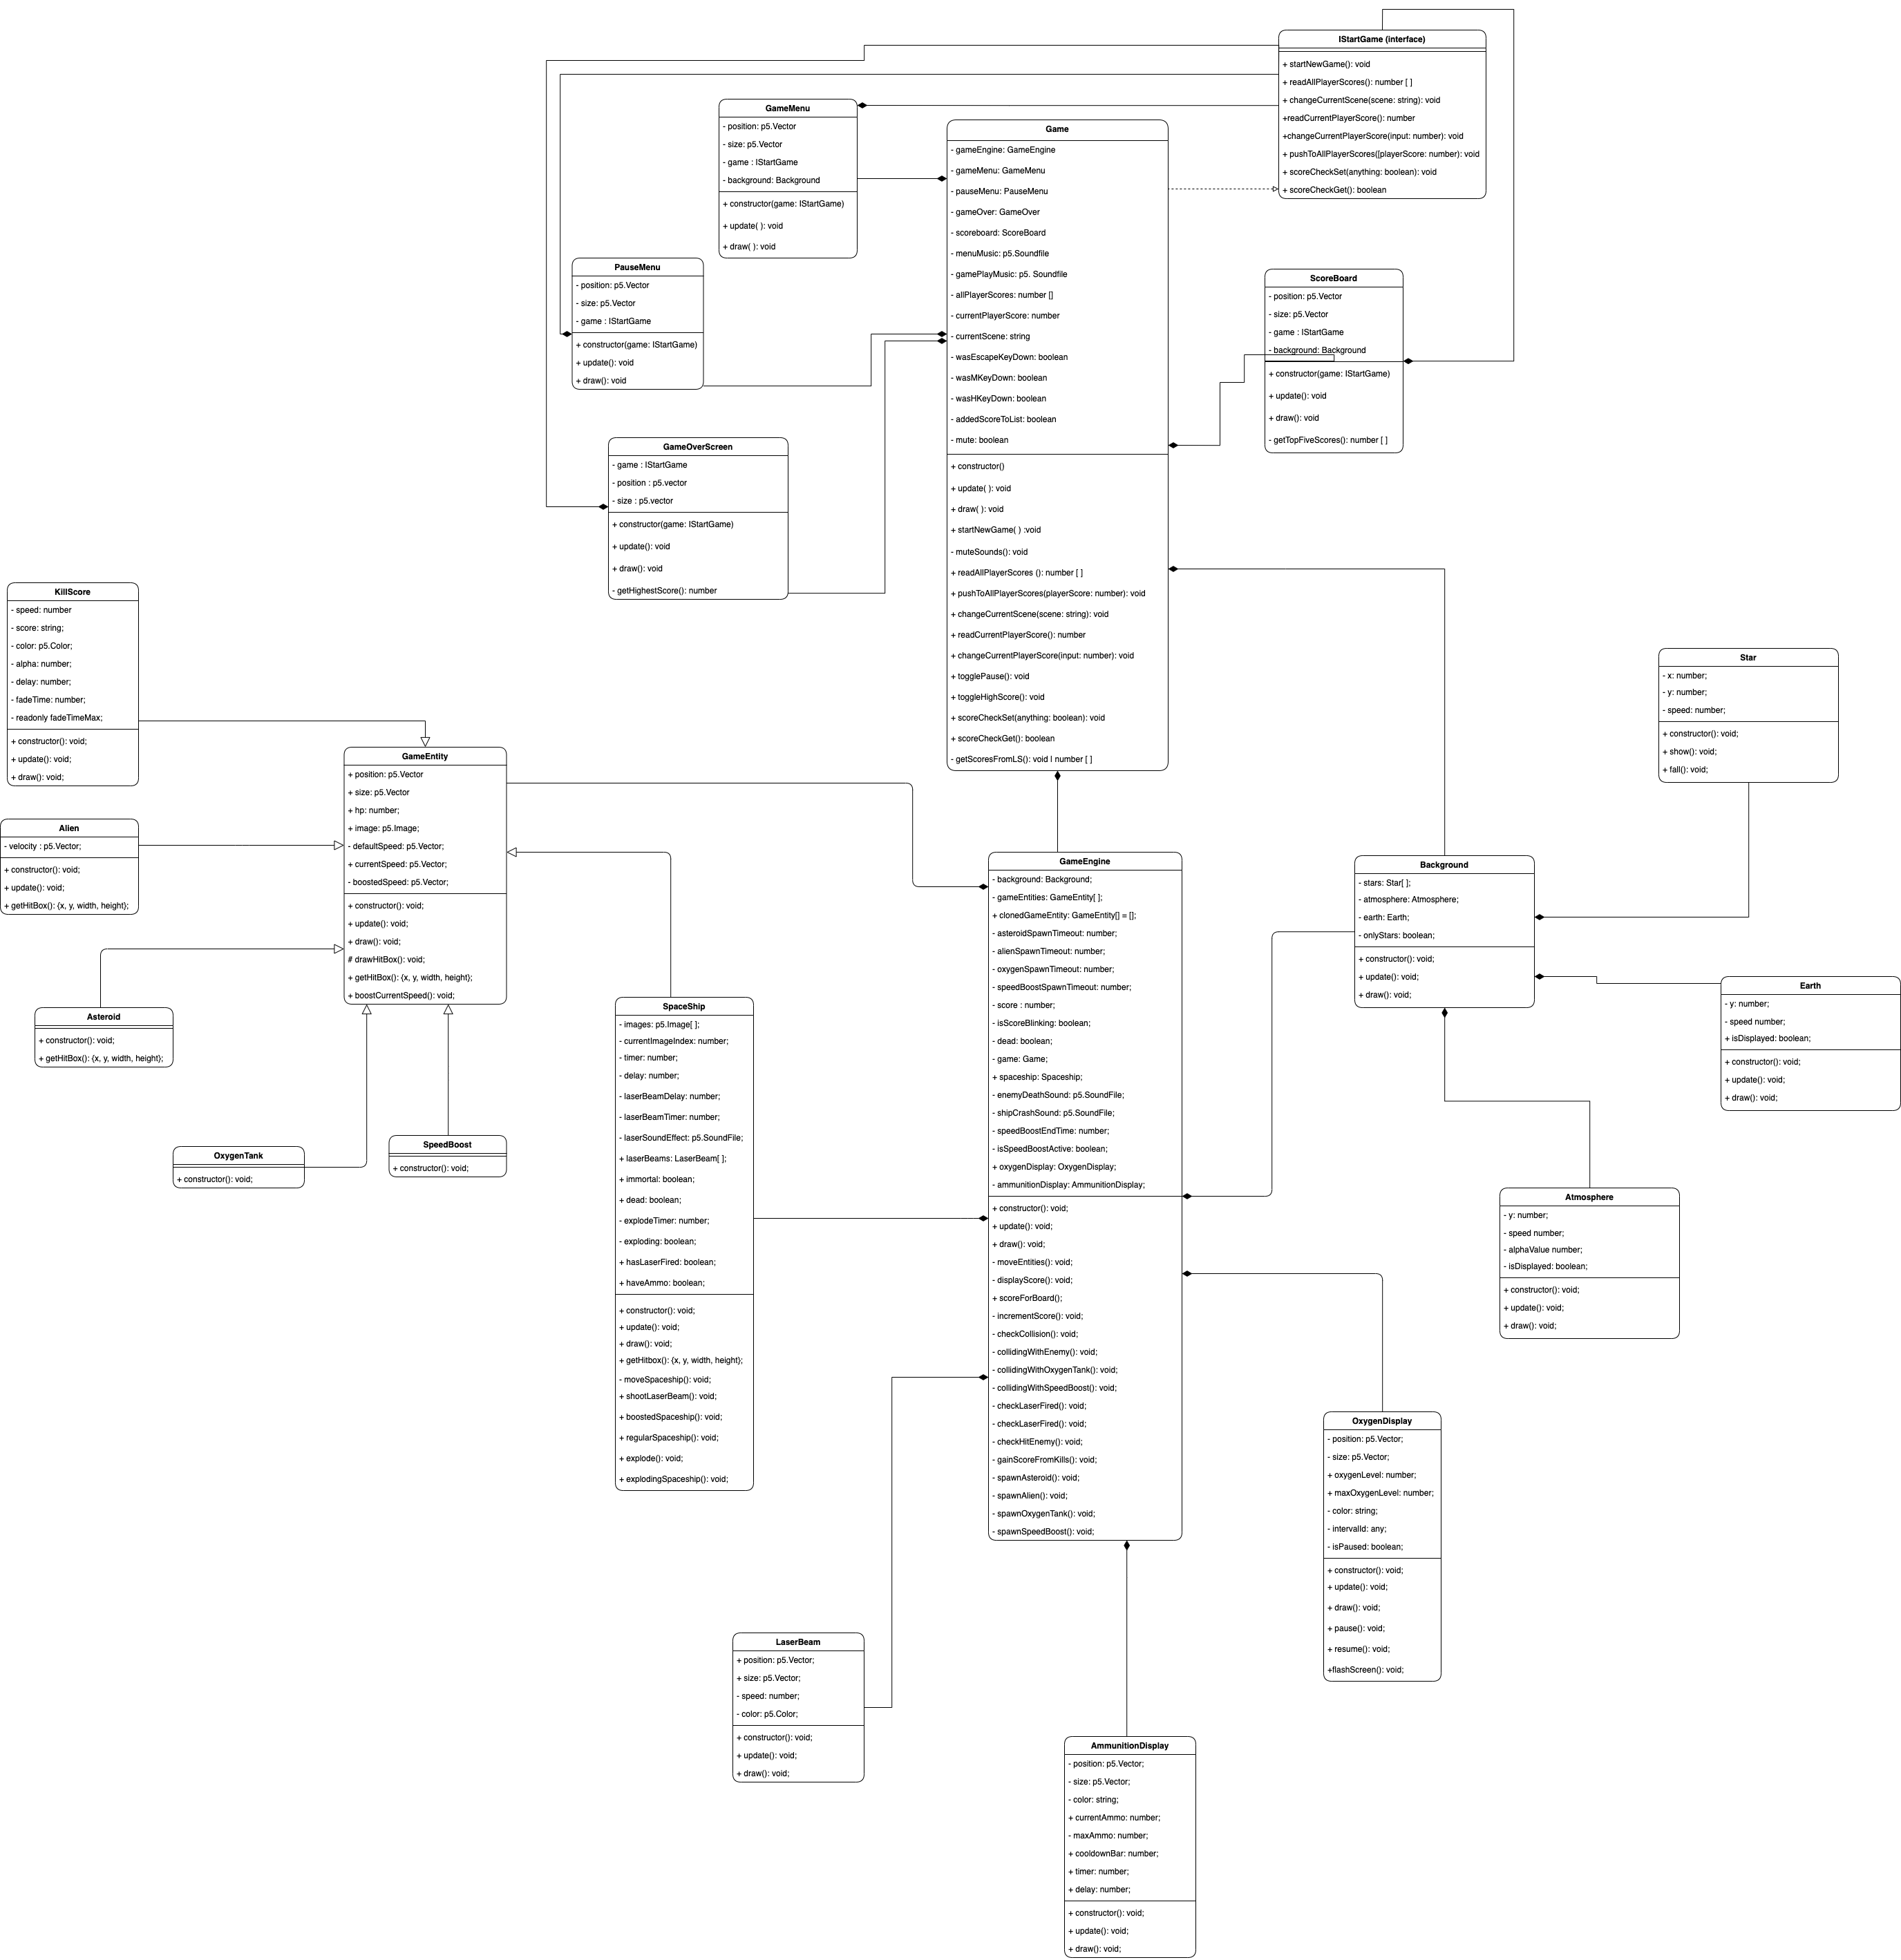 IStartGame (interface)
+ startNewGame(): void
+ readAllPlayerScores(): number [ ]
+ changeCurrentScene(scene: string): void
+readCurrentPlayerScore(): number
+changeCurrentPlayerScore(input: number): void
+ pushToAllPlayerScores([playerScore: number): void
+ scoreCheckSet(anything: boolean): void
+ scoreCheckGet(): boolean
GameMenu
- position: p5.Vector
- size: p5.Vector
- game : IStartGame
- background: Background
+ constructor(game: IStartGame)
+ update( ): void
+ draw( ): void
Game
- gameEngine: GameEngine
- gameMenu: GameMenu
- pauseMenu: PauseMenu
- gameOver: GameOver
- scoreboard: ScoreBoard
- menuMusic: p5.Soundfile
- gamePlayMusic: p5. Soundfile
- allPlayerScores: number []
- currentPlayerScore: number
- currentScene: string
- wasEscapeKeyDown: boolean
- wasMKeyDown: boolean
- wasHKeyDown: boolean
- addedScoreToList: boolean
- mute: boolean
+ constructor()
+ update( ): void
+ draw( ): void
+ startNewGame( ) :void
- muteSounds(): void
+ readAllPlayerScores (): number [ ]
+ pushToAllPlayerScores(playerScore: number): void
+ changeCurrentScene(scene: string): void
+ readCurrentPlayerScore(): number
+ changeCurrentPlayerScore(input: number): void
+ togglePause(): void
+ toggleHighScore(): void
+ scoreCheckSet(anything: boolean): void
+ scoreCheckGet(): boolean
- getScoresFromLS(): void | number [ ]
PauseMenu
- position: p5.Vector
- size: p5.Vector
- game : IStartGame
+ constructor(game: IStartGame)
+ update(): void
+ draw(): void
ScoreBoard
- position: p5.Vector
- size: p5.Vector
- game : IStartGame
- background: Background
+ constructor(game: IStartGame)
+ update(): void
+ draw(): void
- getTopFiveScores(): number [ ]
GameOverScreen
- game : IStartGame
- position : p5.vector
- size : p5.vector
+ constructor(game: IStartGame)
+ update(): void
+ draw(): void
- getHighestScore(): number
KillScore
- speed: number
- score: string;
- color: p5.Color;
- alpha: number;
- delay: number;
- fadeTime: number;
- readonly fadeTimeMax;
+ constructor(): void;
+ update(): void;
+ draw(): void;
Star
- x: number;
- y: number;
- speed: number;
+ constructor(): void;
+ show(): void;
+ fall(): void;
GameEntity
+ position: p5.Vector
+ size: p5.Vector
+ hp: number;
+ image: p5.Image;
- defaultSpeed: p5.Vector;
+ currentSpeed: p5.Vector;
- boostedSpeed: p5.Vector;
+ constructor(): void;
+ update(): void;
+ draw(): void;
# drawHitBox(): void;
+ getHitBox(): {x, y, width, height};
+ boostCurrentSpeed(): void;
Alien
- velocity : p5.Vector;
+ constructor(): void;
+ update(): void;
+ getHitBox(): {x, y, width, height};
Asteroid
+ constructor(): void;
+ getHitBox(): {x, y, width, height};
OxygenTank
+ constructor(): void;
SpeedBoost
+ constructor(): void;
SpaceShip
- images: p5.Image[ ];
- currentImageIndex: number;
- timer: number;
- delay: number;
- laserBeamDelay: number;
- laserBeamTimer: number;
- laserSoundEffect: p5.SoundFile;
+ laserBeams: LaserBeam[ ];
+ immortal: boolean;
+ dead: boolean;
- explodeTimer: number;
- exploding: boolean;
+ hasLaserFired: boolean;
+ haveAmmo: boolean;
+ constructor(): void;
+ update(): void;
+ draw(): void;
+ getHitbox(): {x, y, width, height};
- moveSpaceship(): void;
+ shootLaserBeam(): void;
+ boostedSpaceship(): void;
+ regularSpaceship(): void;
+ explode(): void;
+ explodingSpaceship(): void;
GameEngine
- background: Background;
- gameEntities: GameEntity[ ];
+ clonedGameEntity: GameEntity[] = [];
- asteroidSpawnTimeout: number;
- alienSpawnTimeout: number;
- oxygenSpawnTimeout: number;
- speedBoostSpawnTimeout: number;
- score : number;
- isScoreBlinking: boolean;
- dead: boolean;
- game: Game;
+ spaceship: Spaceship;
- enemyDeathSound: p5.SoundFile;
- shipCrashSound: p5.SoundFile;
- speedBoostEndTime: number;
- isSpeedBoostActive: boolean;
+ oxygenDisplay: OxygenDisplay;
- ammunitionDisplay: AmmunitionDisplay;
+ constructor(): void;
+ update(): void;
+ draw(): void;
- moveEntities(): void;
- displayScore(): void;
+ scoreForBoard();
- incrementScore(): void;
- checkCollision(): void;
- collidingWithEnemy(): void;
- collidingWithOxygenTank(): void;
- collidingWithSpeedBoost(): void;
- checkLaserFired(): void;
- checkLaserFired(): void;
- checkHitEnemy(): void;
- gainScoreFromKills(): void;
- spawnAsteroid(): void;
- spawnAlien(): void;
- spawnOxygenTank(): void;
- spawnSpeedBoost(): void;
Background
- stars: Star[ ];
- atmosphere: Atmosphere;
- earth: Earth;
- onlyStars: boolean;
+ constructor(): void;
+ update(): void;
+ draw(): void;
Earth
- y: number;
- speed number;
+ isDisplayed: boolean;
+ constructor(): void;
+ update(): void;
+ draw(): void;
Atmosphere
- y: number;
- speed number;
- alphaValue number;
- isDisplayed: boolean;
+ constructor(): void;
+ update(): void;
+ draw(): void;
OxygenDisplay
- position: p5.Vector;
- size: p5.Vector;
+ oxygenLevel: number;
+ maxOxygenLevel: number;
- color: string;
- intervalId: any;
- isPaused: boolean;
+ constructor(): void;
+ update(): void;
+ draw(): void;
+ pause(): void;
+ resume(): void;
+flashScreen(): void;
LaserBeam
+ position: p5.Vector;
+ size: p5.Vector;
- speed: number;
- color: p5.Color;
+ constructor(): void;
+ update(): void;
+ draw(): void;
AmmunitionDisplay
- position: p5.Vector;
- size: p5.Vector;
- color: string;
+ currentAmmo: number;
- maxAmmo: number;
+ cooldownBar: number;
+ timer: number;
+ delay: number;
+ constructor(): void;
+ update(): void;
+ draw(): void;